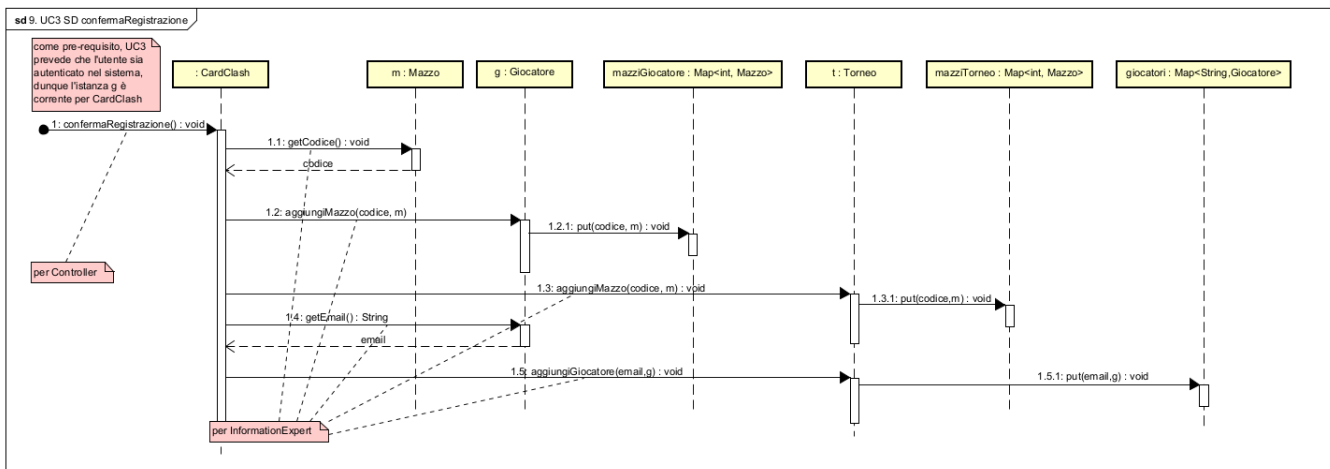 sd 9. UC3 SD confermaRegistrazione
come pre-requisito, UC3
prevede che l'utente sia
autenticato nel sistema,
dunque l'istanza g è
corrente per CardClash
: CardClash
m : Mazzo
g : Giocatore
mazziGiocatore : Map<int, Mazzo>
t : Torneo
mazziTorneo : Map<int, Mazzo>
giocatori : Map<String,Giocatore>
1: confermaRegistrazione() : void
1.1: getCodice() : void
codice
1.2: aggiungiMazzo(codice, m)
1.2.1: put(codice, m) : void
per Controller
1.3: aggiungiMazzo(codice, m) : void
1.3.1: put(codice,m) : void
1.4: getEmail() : String
email
1.5: aggiungiGiocatore(email,g) : void
1.5.1: put(email,g) : void
per InformationExpert